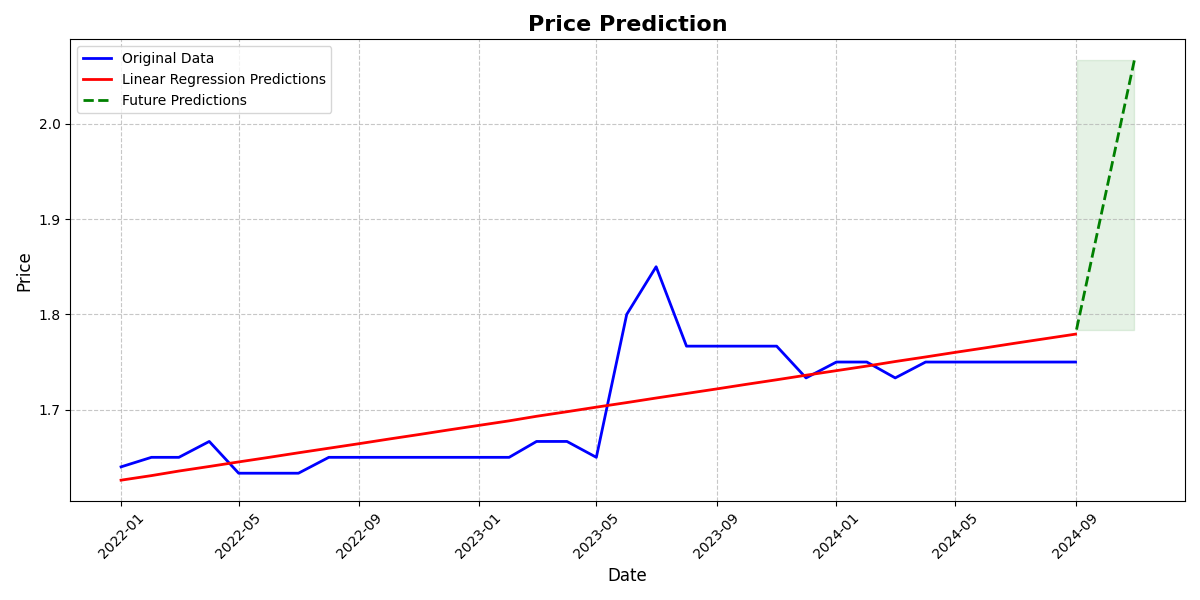 Price Prediction
Original Data
Linear Regression Predictions
Future Predictions
Price
2.0
1.9
1.8
1.7
2022-01
2022-05
2022-09
2023-01
2023-05
2023-09
2024-01
2024-05
2024-09
Date